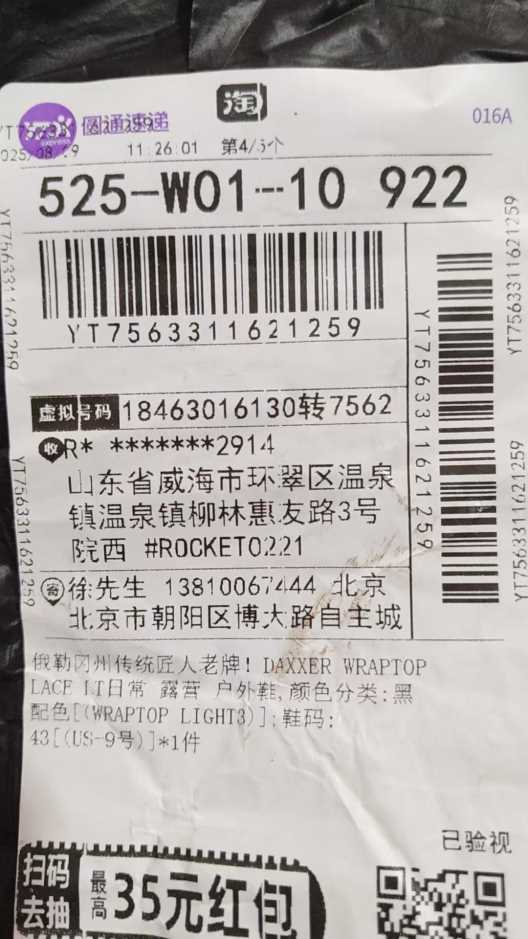 圆通速递
淘
016A
11:26:01 第4/5个
525-W01--10 922
YT7563311621259
YT7563311621259
YT7563311621259
YT7563311621259
YT7563311621259
YT7563311621259
虚拟号码 18463016130转7562
收 R* *******2914
山东省威海市环翠区温泉
镇温泉镇柳林惠友路3号
院西 #ROCKET0221
寄 徐先生 13810067444 北京
北京市朝阳区博大路自主城
俄勒冈州传统匠人老牌! DAXXER WRAPTOP
LACE LT日常 露营 户外鞋,颜色分类:黑
配色[(WRAPTOP LIGHT3)];鞋码:
43[(US-9号)]*1件
已验视
扫码
去抽
最高35元红包